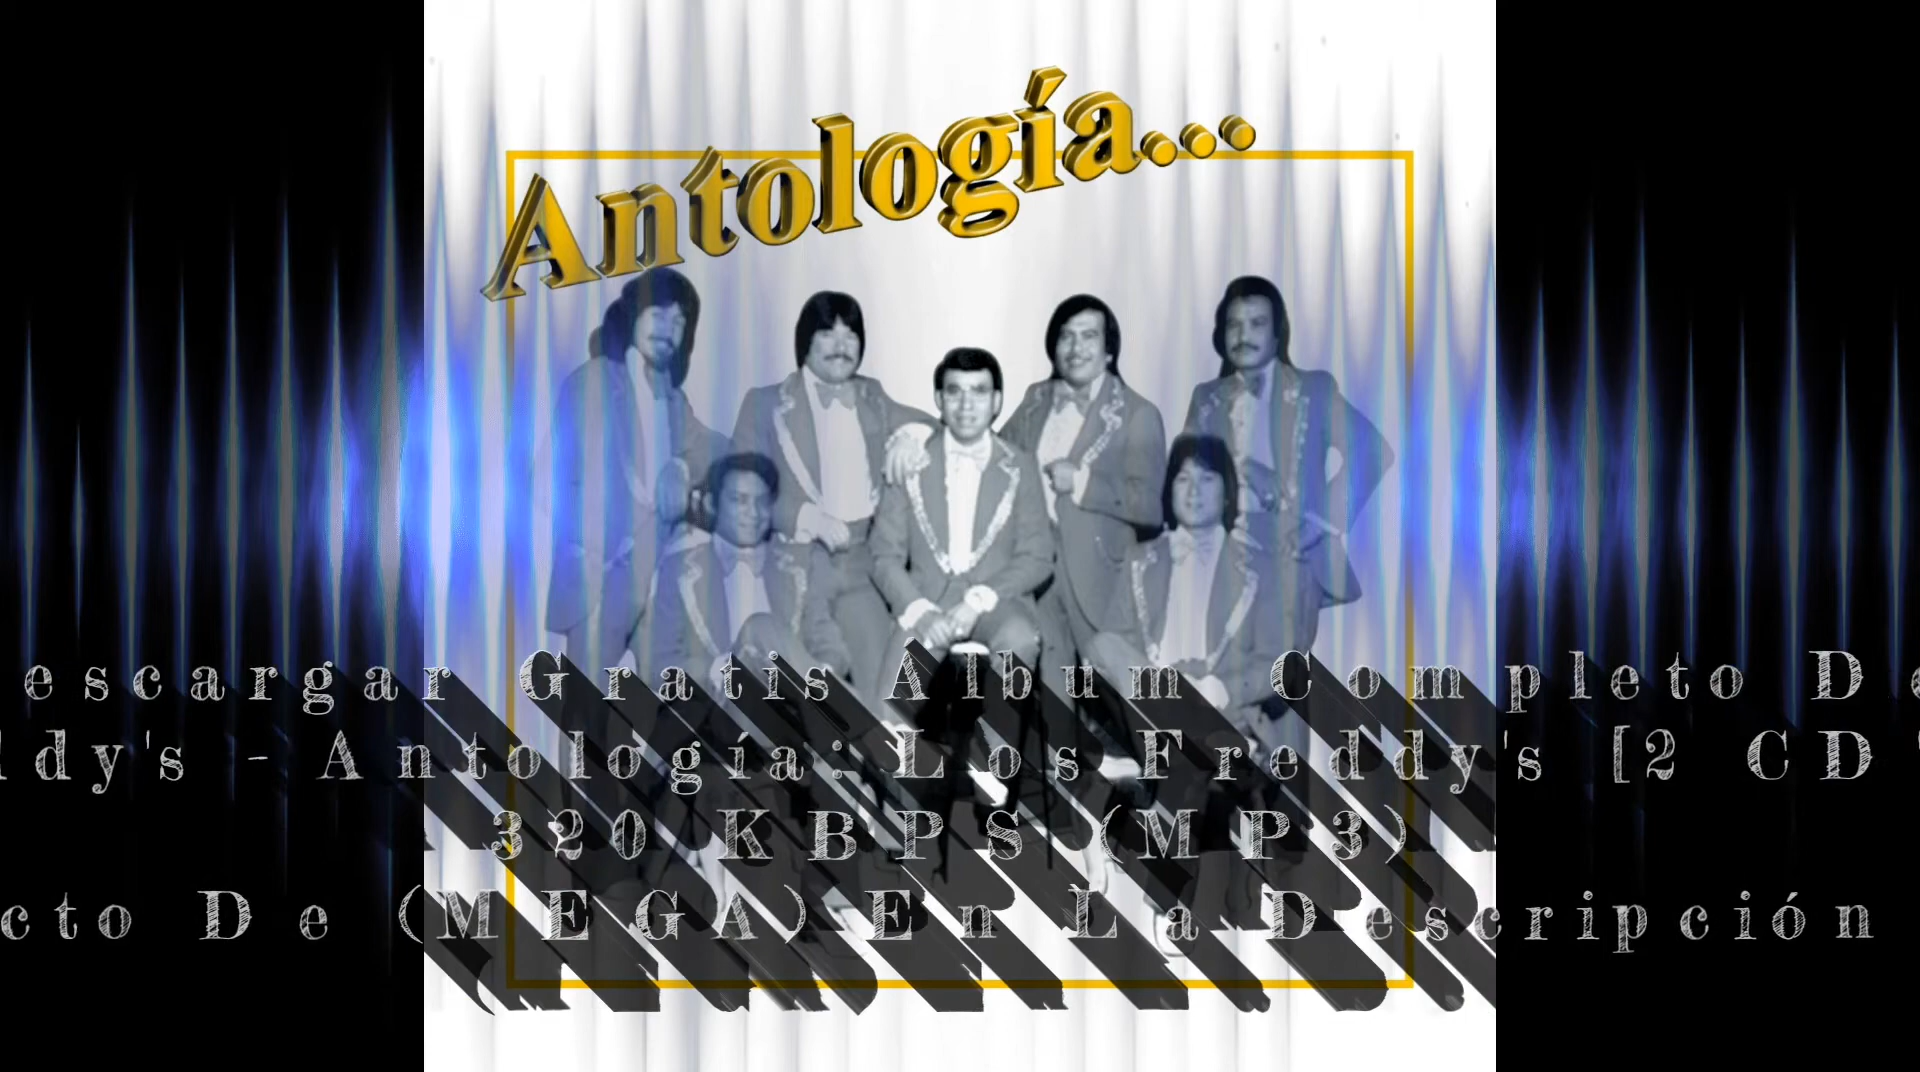 Antología...
escargar Gratis Álbum Completo De
ddy's - Antología: Los Freddy's [2 CD
320 KBPS (MP3)
cto De (MEGA) En La Descripción